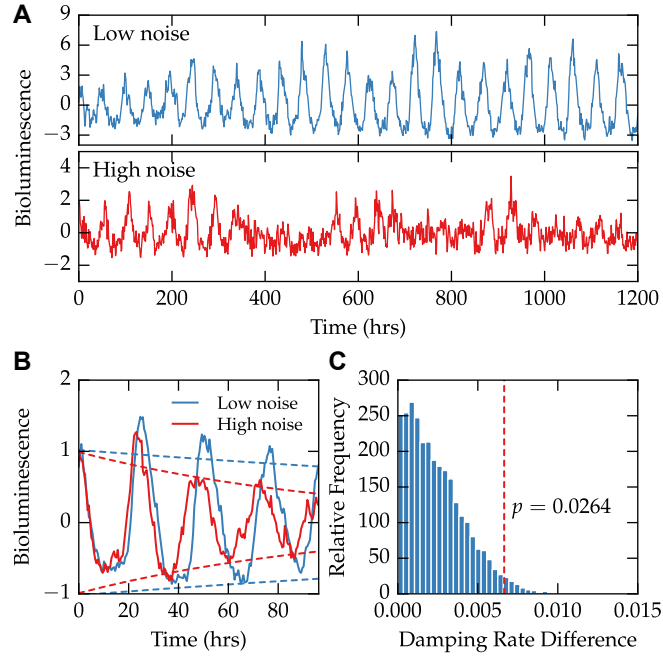 A
9
6
3
0
−3
Low noise
4
2
0
−2
High noise
Bioluminescence
0
200
400
600
800
1000
1200
Time (hrs)
B
2
1
0
−1
Bioluminescence
Low noise
High noise
0
20
40
60
80
Time (hrs)
C
300
250
200
150
100
50
0
Relative Frequency
p = 0.0264
0.000
0.005
0.010
0.015
Damping Rate Difference